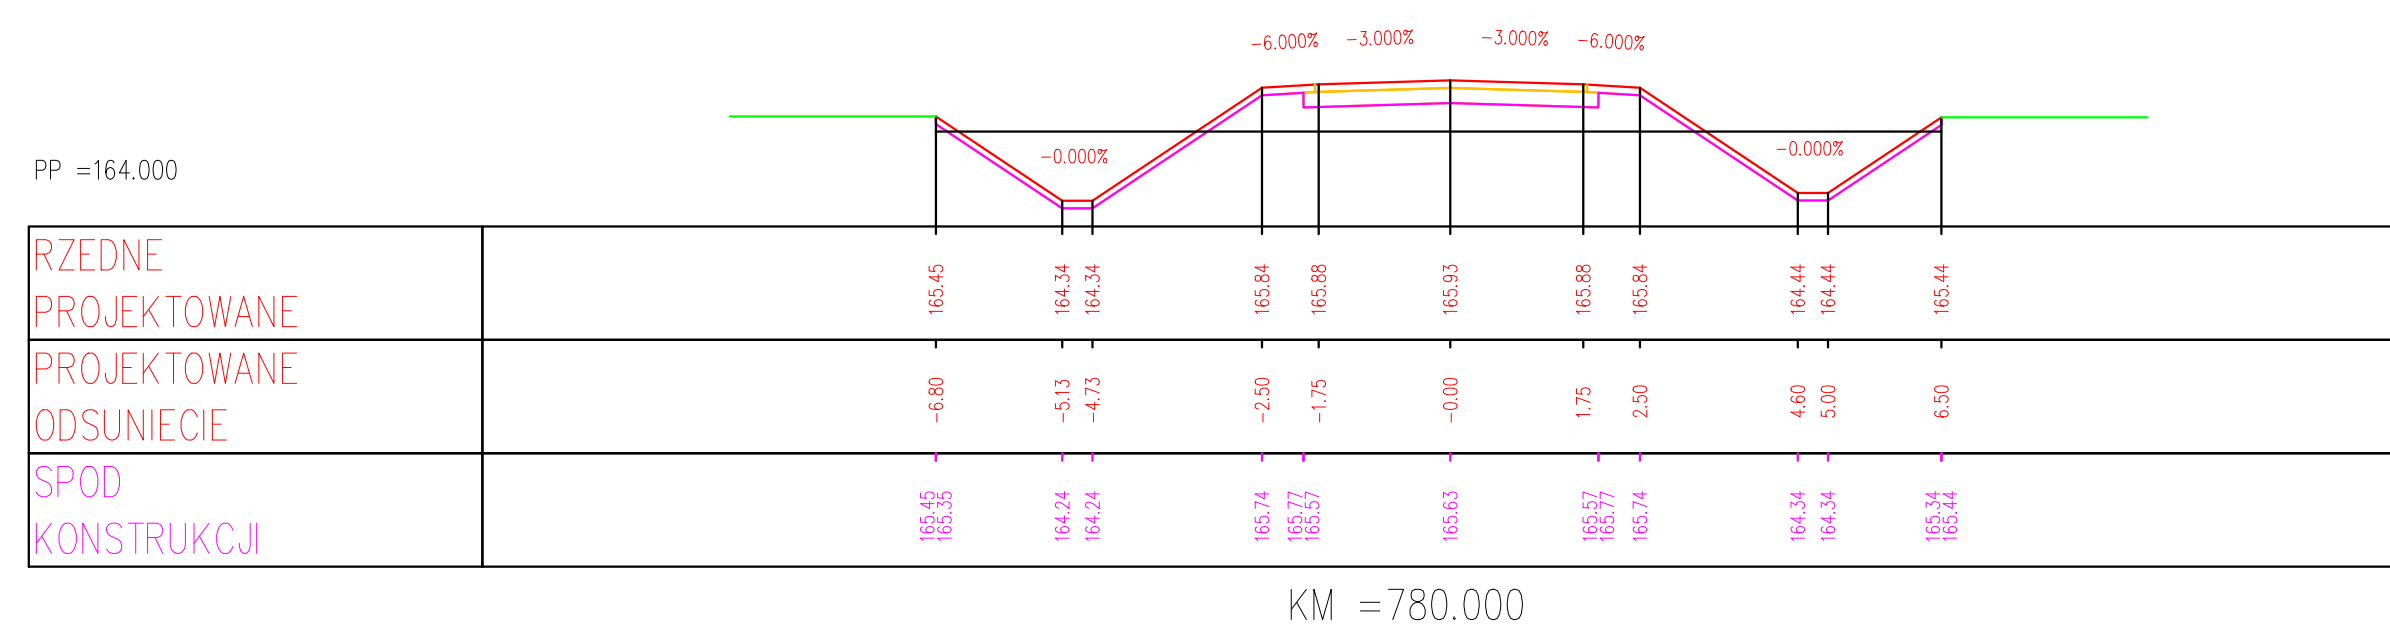 -6.000% -3.000% -3.000% -6.000%
-0.000% -0.000%
PP =164.000
RZEDNE
PROJEKTOWANE
165.45 164.34 164.34 165.84 165.88 165.93 165.88 165.84 164.44 164.44 165.44
PROJEKTOWANE
ODSUNIECIE
-6.80 -5.13 -4.73 -2.50 -1.75 -0.00 1.75 2.50 4.60 5.00 6.50
SPOD
KONSTRUKCJI
165.45 165.35 164.24 164.24 165.74 165.77 165.57 165.63 165.57 165.77 165.74 164.34 164.34 165.34 165.44
KM =780.000